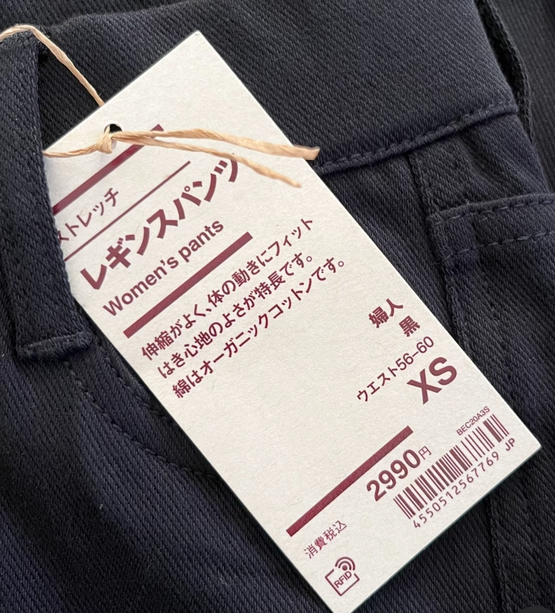 ストレッチ
レギンスパンツ
Women's pants
伸縮がよく、体の動きにフィット
はき心地のよさが特長です。
綿はオーガニックコットンです。
婦人
黒
ウエスト56-60
XS
BEC20A3S
2990円
4550512567769 JP
消費税込
RFID